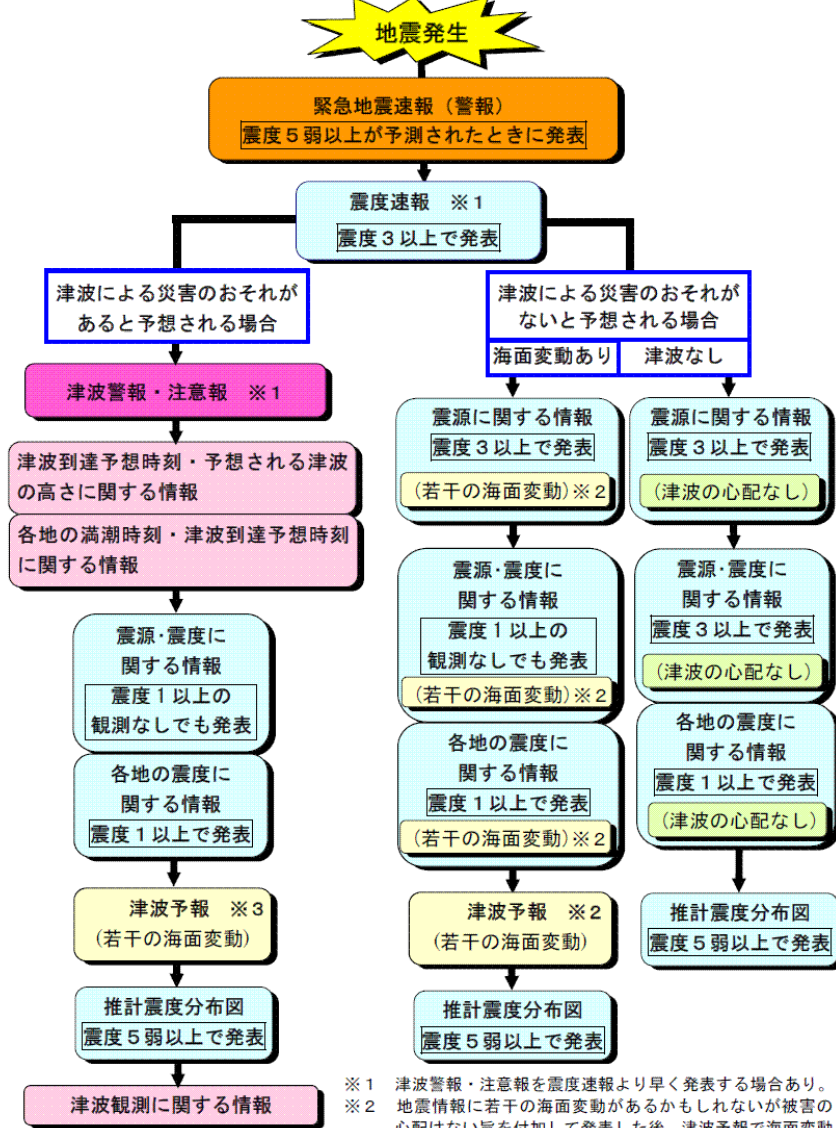 地震発生
緊急地震速報（警報）
震度５弱以上が予測されたときに発表
震度速報　※１
震度３以上で発表
津波による災害のおそれが
あると予想される場合
津波警報・注意報　※１
津波到達予想時刻・予想される津波
の高さに関する情報
各地の満潮時刻・津波到達予想時刻
に関する情報
震源･震度に
関する情報
震度１以上の
観測なしでも発表
各地の震度に
関する情報
震度１以上で発表
津波予報　※３
(若干の海面変動)
推計震度分布図
震度５弱以上で発表
津波観測に関する情報
津波による災害のおそれが
ないと予想される場合
海面変動あり
津波なし
震源に関する情報
震度３以上で発表
(若干の海面変動)※２
震源･震度に
関する情報
震度１以上の
観測なしでも発表
(若干の海面変動)※２
各地の震度に
関する情報
震度１以上で発表
(若干の海面変動)※２
津波予報　※２
(若干の海面変動)
推計震度分布図
震度５弱以上で発表
震源に関する情報
震度３以上で発表
(津波の心配なし)
震源･震度に
関する情報
震度３以上で発表
(津波の心配なし)
各地の震度に
関する情報
震度１以上で発表
(津波の心配なし)
推計震度分布図
震度５弱以上で発表
※１　津波警報・注意報を震度速報より早く発表する場合あり。
※２　地震情報に若干の海面変動があるかもしれないが被害の
心配はない旨を付加して発表した後、津波予報で海面変動